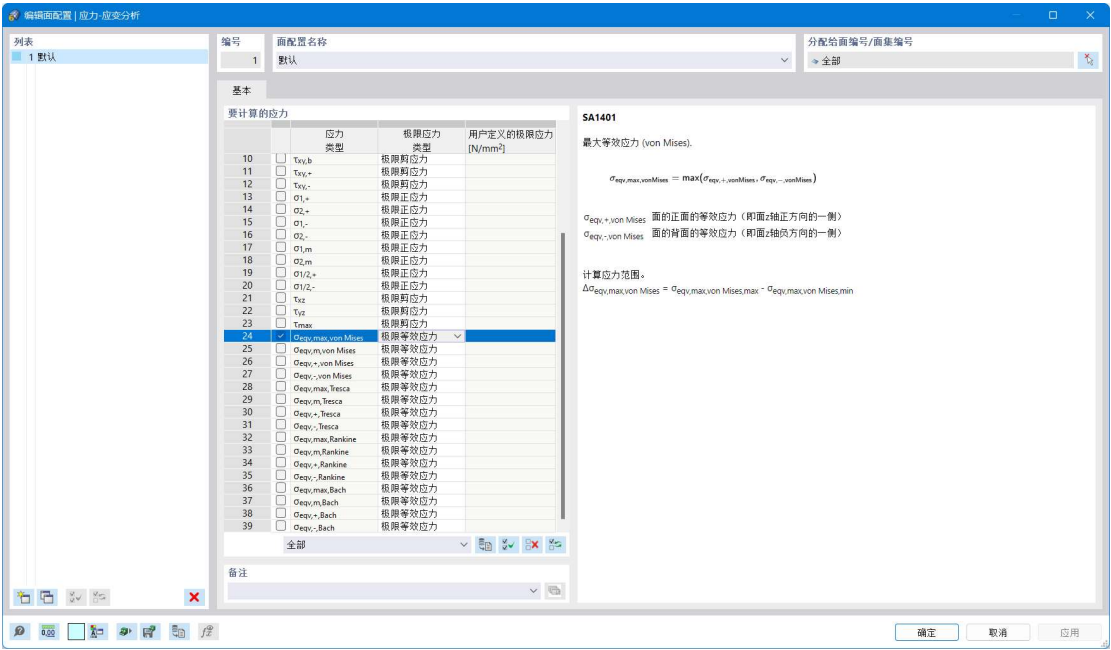 编辑面配置 | 应力-应变分析
列表
1 默认
编号
1
面配置名称
默认
分配给面编号/面集编号
全部
基本
要计算的应力
应力 极限应力 用户定义的极限应力
类型 类型 [N/mm²]
10 τxy,b 极限剪应力
11 τxy,+ 极限剪应力
12 τxy,- 极限剪应力
13 σ1,+ 极限正应力
14 σ2,+ 极限正应力
15 σ1,- 极限正应力
16 σ2,- 极限正应力
17 σ1,m 极限正应力
18 σ2,m 极限正应力
19 σ1/2,+ 极限正应力
20 σ1/2,- 极限正应力
21 τxz 极限剪应力
22 τyz 极限剪应力
23 τmax 极限剪应力
24 σeqv,max,von Mises 极限等效应力
25 σeqv,m,von Mises 极限等效应力
26 σeqv,+,von Mises 极限等效应力
27 σeqv,-,von Mises 极限等效应力
28 σeqv,max,Tresca 极限等效应力
29 σeqv,m,Tresca 极限等效应力
30 σeqv,+,Tresca 极限等效应力
31 σeqv,-,Tresca 极限等效应力
32 σeqv,max,Rankine 极限等效应力
33 σeqv,m,Rankine 极限等效应力
34 σeqv,+,Rankine 极限等效应力
35 σeqv,-,Rankine 极限等效应力
36 σeqv,max,Bach 极限等效应力
37 σeqv,m,Bach 极限等效应力
38 σeqv,+,Bach 极限等效应力
39 σeqv,-,Bach 极限等效应力
全部
备注
SA1401
最大等效应力 (von Mises).
σeqv,max,vonMises = max(σeqv,+,vonMises, σeqv,-,vonMises)
σeqv,+,von Mises 面的正面的等效应力（即面z轴正方向的一侧）
σeqv,-,von Mises 面的背面的等效应力（即面z轴负方向的一侧）
计算应力范围。
Δσeqv,max,von Mises = σeqv,max,von Mises,max - σeqv,max,von Mises,min
0,00
确定
取消
应用